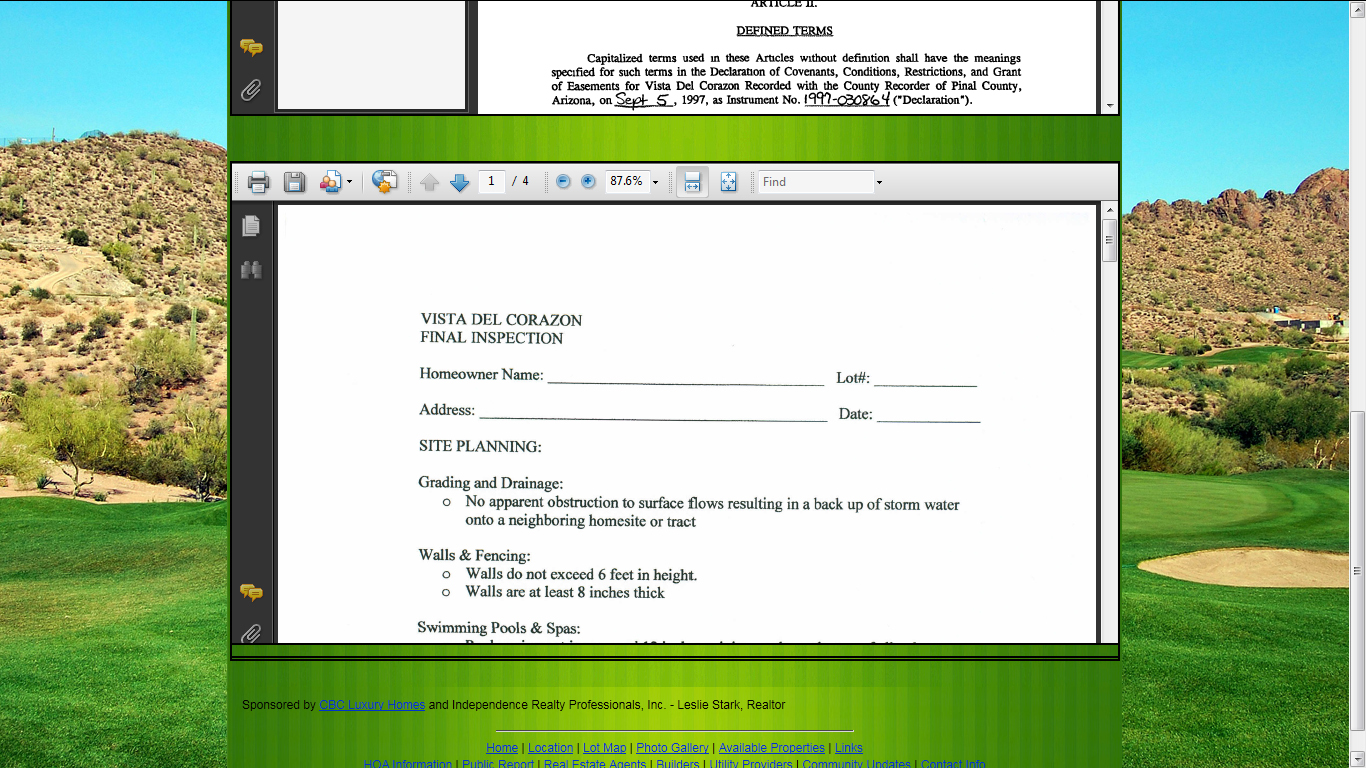 ARTICLE II.
DEFINED TERMS
Capitalized terms used in these Articles without definition shall have the meanings
specified for such terms in the Declaration of Covenants, Conditions, Restrictions, and Grant
of Easements for Vista Del Corazon Recorded with the County Recorder of Pinal County,
Arizona, on Sept 5, 1997, as Instrument No. 1997-030864 ("Declaration").
1 / 4 87.6% Find
VISTA DEL CORAZON
FINAL INSPECTION
Homeowner Name: Lot#:
Address: Date:
SITE PLANNING:
Grading and Drainage:
o No apparent obstruction to surface flows resulting in a back up of storm water
onto a neighboring homesite or tract
Walls & Fencing:
o Walls do not exceed 6 feet in height.
o Walls are at least 8 inches thick
Swimming Pools & Spas:
Sponsored by CBC Luxury Homes and Independence Realty Professionals, Inc. - Leslie Stark, Realtor
Home | Location | Lot Map | Photo Gallery | Available Properties | Links
HOA Information | Public Report | Real Estate Agents | Builders | Utility Providers | Community Updates | Contact Info